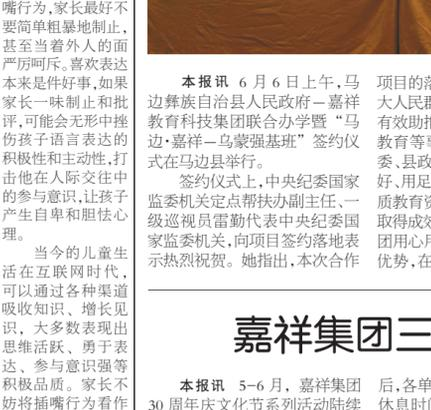 嘴行为,家长最好不
要简单粗暴地制止,
甚至当着外人的面
严厉呵斥。喜欢表达
本来是件好事,如果
家长一味制止和批
评,可能会无形中挫
伤孩子语言表达的
积极性和主动性,打
击他在人际交往中
的参与意识,让孩子
产生自卑和胆怯心
理。
当今的儿童生
活在互联网时代,
可以通过各种渠道
吸收知识、增长见
识，大多数表现出
思维活跃、勇于表
达、参与意识强等
积极品质。家长不
妨将插嘴行为看作
本报讯 6月6日上午,马
边彝族自治县人民政府—嘉祥
教育科技集团联合办学暨“马
边·嘉祥—乌蒙强基班”签约仪
式在马边县举行。
签约仪式上,中央纪委国家
监委机关定点帮扶办副主任、一
级巡视员雷勤代表中央纪委国
家监委机关,向项目签约落地表
示热烈祝贺。她指出,本次合作
项目的落
大人民群
有效助推
教育等事
委、县政
好、用足
质教育资
取得成效
团用心用
优势,在
嘉祥集团三
本报讯 5-6月，嘉祥集团
30周年庆文化节系列活动陆续
后,各单
休息时间